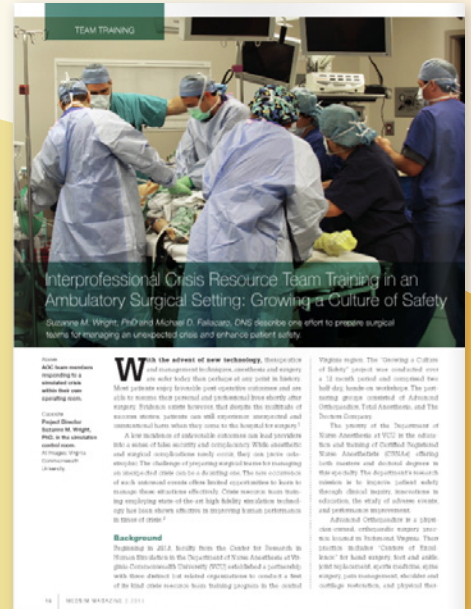 TEAM TRAINING
Interprofessional Crisis Resource Team Training in an
Ambulatory Surgical Setting: Growing a Culture of Safety
Suzanne M. Wright, PhD and Michael D. Fallacaro, DNS describe one effort to prepare surgical
teams for managing an unexpected crisis and enhance patient safety.
Above
AOC team members
responding to a
simulated crisis
within their own
operating room.
Opposite
Project Director
Suzanne M. Wright,
PhD, in the simulation
control room.
All Images: Virginia
Commonwealth
University.
With the advent of new technology, therapeutics
and management techniques, anesthesia and surgery
are safer today than perhaps at any point in history.
Most patients enjoy favorable post-operative outcomes and are
able to resume their personal and professional lives shortly after
surgery. Evidence exists however, that despite the multitude of
success stories, patients can still experience unexpected and
unintentional harm when they come to the hospital for surgery.
A low incidence of untoward outcomes can lead providers
into a sense of false security and complacency. While anesthetic
and surgical complications rarely occur, they can prove cata-
strophic. The challenge of preparing surgical teams for managing
an unexpected crisis can be a daunting one. The rare occurrence
of such untoward events often limited opportunities to learn to
manage these situations effectively. Crisis resource team train-
ing employing state-of-the-art high fidelity simulation technol-
ogy has been shown effective in improving human performance
in times of crisis.
Background
Beginning in 2013, faculty from the Center for Research in
Human Simulation in the Department of Nurse Anesthesia at Vir-
ginia Commonwealth University (VCU) established a partnership
with three distinct but related organizations to conduct a first
of its kind crisis resource team training program in the central
Virginia region. The "Growing a Culture
of Safety" project was conducted over
a 12 month period and comprised two
half day, hands on workshops. The part-
nering groups consisted of Advanced
Orthopaedics, Total Anesthesia, and The
Doctors Company.
The priority of the Department of
Nurse Anesthesia at VCU is the educa-
tion and training of Certified Registered
Nurse Anesthetists (CRNAs) offering
both masters and doctoral degrees in
this specialty. The department's research
mission is to improve patient safety
through clinical inquiry, innovations in
education, the study of adverse events,
and performance improvement.
Advanced Orthopaedics is a physi-
cian owned, orthopaedic surgery prac-
tice located in Richmond, Virginia. Their
practice includes "Centers of Excel-
lence" for hand surgery, foot and ankle,
joint replacement, sports medicine, spine
surgery, pain management, shoulder and
cartilage restoration, and physical ther-
MEDSIM MAGAZINE